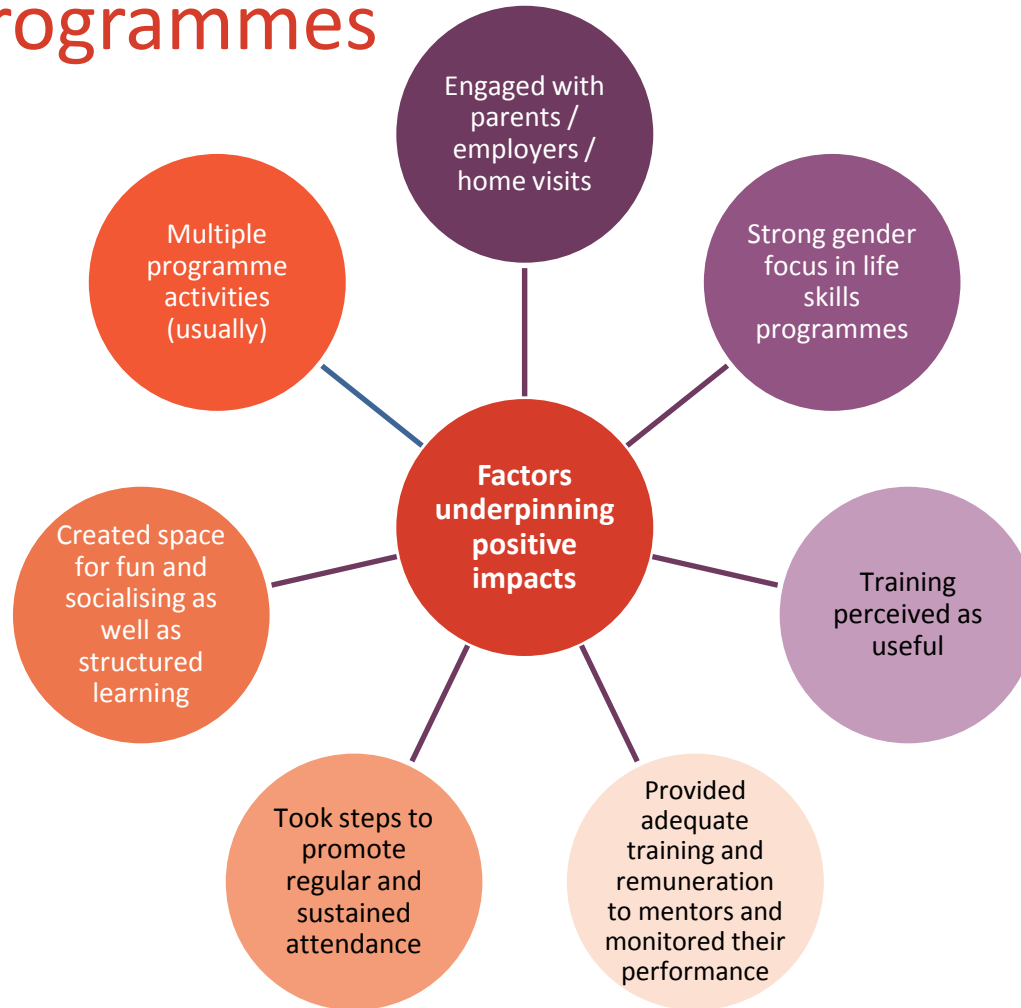 rogrammes
Engaged with
parents /
employers /
home visits
Strong gender
focus in life
skills
programmes
Training
perceived as
useful
Provided
adequate
training and
remuneration
to mentors and
monitored their
performance
Took steps to
promote
regular and
sustained
attendance
Created space
for fun and
socialising as
well as
structured
learning
Multiple
programme
activities
(usually)
Factors
underpinning
positive
impacts